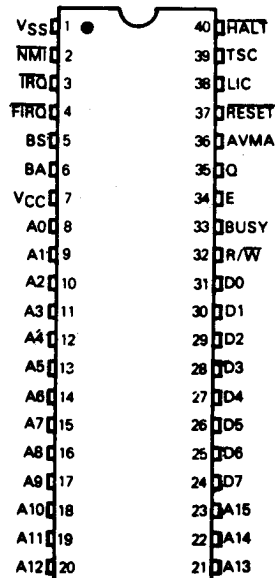 VSS 1 40 HALT
NMI 2 39 TSC
IRQ 3 38 LIC
FIRQ 4 37 RESET
BS 5 36 AVMA
BA 6 35 Q
VCC 7 34 E
A0 8 33 BUSY
A1 9 32 R/W
A2 10 31 D0
A3 11 30 D1
A4 12 29 D2
A5 13 28 D3
A6 14 27 D4
A7 15 26 D5
A8 16 25 D6
A9 17 24 D7
A10 18 23 A15
A11 19 22 A14
A12 20 21 A13